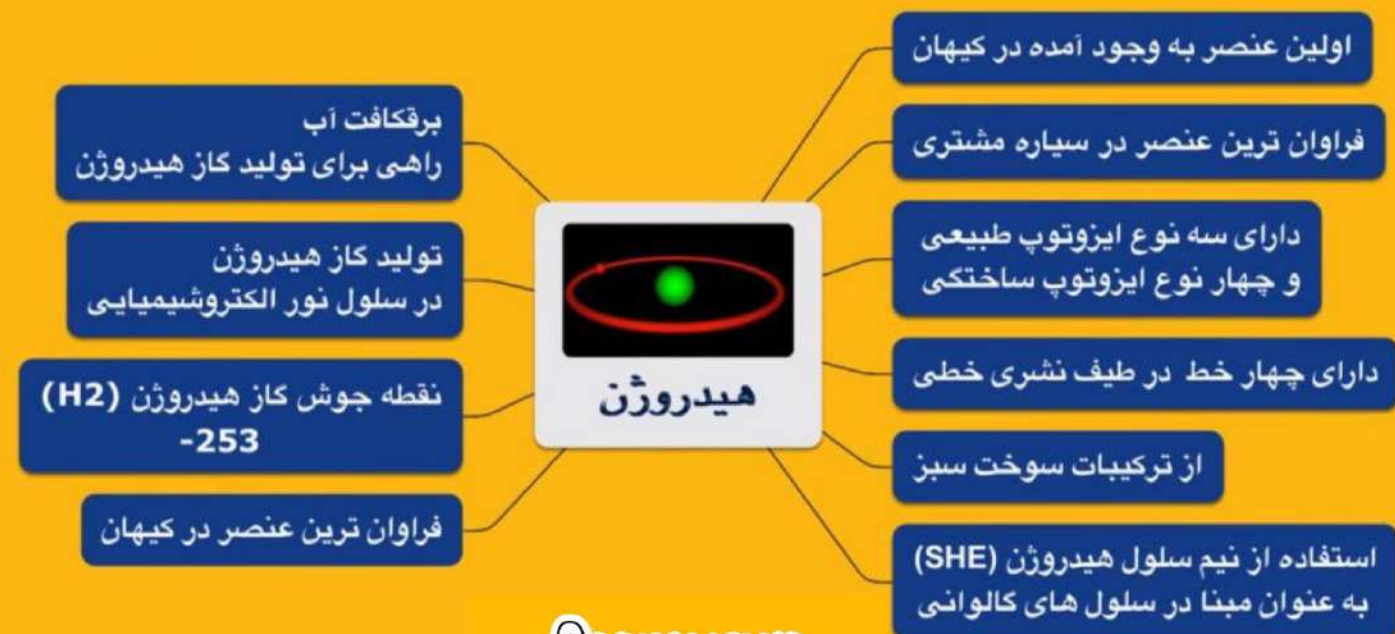 اولین عنصر به وجود آمده در کیهان
فراوان ترین عنصر در سیاره مشتری
دارای سه نوع ایزوتوپ طبیعی
و چهار نوع ایزوتوپ ساختگی
دارای چهار خط در طیف نشری خطی
از ترکیبات سوخت سبز
استفاده از نیم سلول هیدروژن (SHE)
به عنوان مبنا در سلول های گالوانی
هیدروژن
برقکافت آب
راهی برای تولید گاز هیدروژن
تولید گاز هیدروژن
در سلول نور الکتروشیمیایی
نقطه جوش گاز هیدروژن (H2)
-253
فراوان ترین عنصر در کیهان